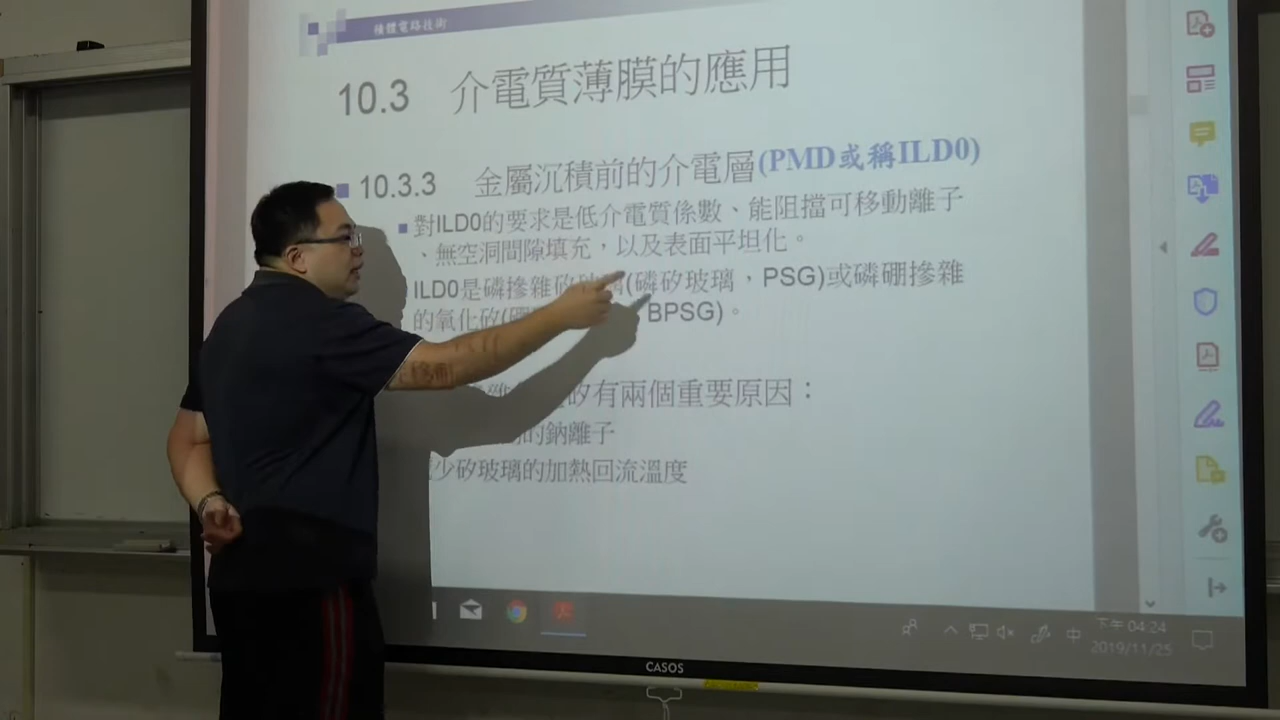 積體電路技術
10.3 介電質薄膜的應用
10.3.3 金屬沉積前的介電層(PMD或稱ILD0)
對ILD0的要求是低介電質係數、能阻擋可移動離子
、無空洞間隙填充，以及表面平坦化。
ILD0是磷摻雜矽玻璃(磷矽玻璃，PSG)或磷硼摻雜
的氧化矽(硼 BPSG)。
矽有兩個重要原因：
的鈉離子
少矽玻璃的加熱回流溫度
中
下午 04:24
2019/11/25
CASOS